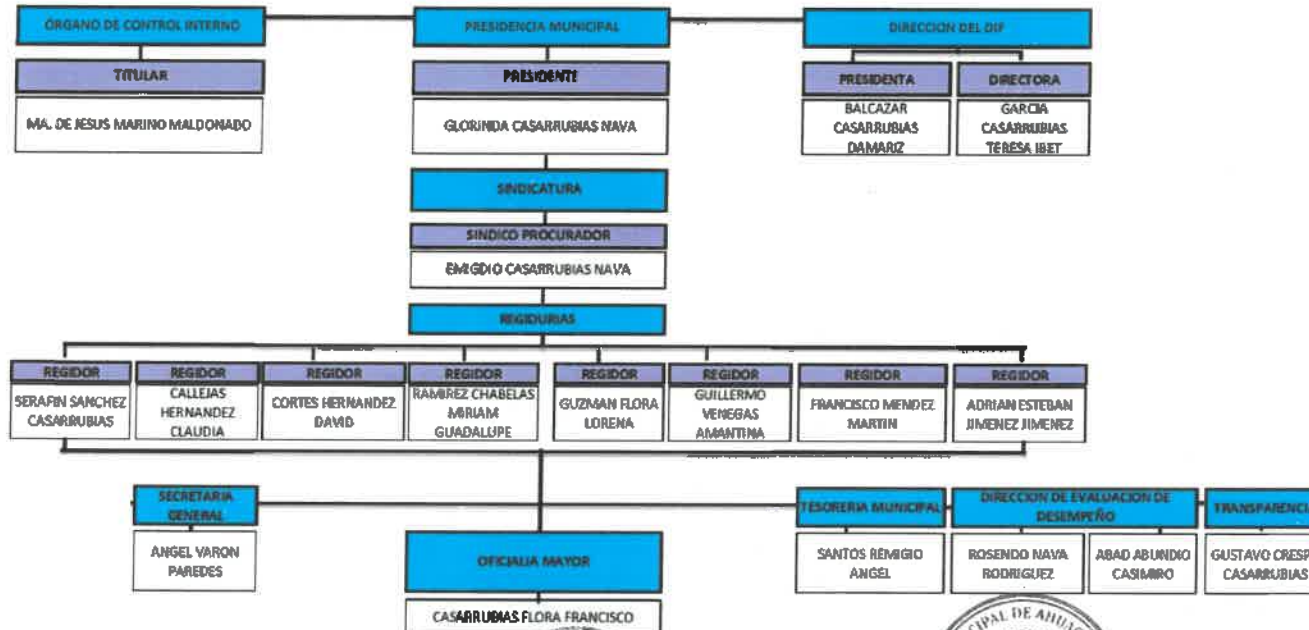 ÓRGANO DE CONTROL INTERNO
PRESIDENCIA MUNICIPAL
DIRECCION DEL DIF
TITULAR
PRESIDENTE
PRESIDENTA
DIRECTORA
MA. DE JESUS MARINO MALDONADO
GLORINDA CASARRUBIAS NAVA
BALCAZAR
CASARRUBIAS
DAMARIZ
GARCIA
CASARRUBIAS
TERESA IBET
SINDICATURA
SINDICO PROCURADOR
EMIGDIO CASARRUBIAS NAVA
REGIDURIAS
REGIDOR
SERAFIN SANCHEZ
CASARRUBIAS
REGIDOR
CALLEJAS
HERNANDEZ
CLAUDIA
REGIDOR
CORTES HERNANDEZ
DAVID
REGIDOR
RAMIREZ CHABELAS
MIRIAM
GUADALUPE
REGIDOR
GUZMAN FLORA
LORENA
REGIDOR
GUILLERMO
VENEGAS
AMANTINA
REGIDOR
FRANCISCO MENDEZ
MARTIN
REGIDOR
ADRIAN ESTEBAN
JIMENEZ JIMENEZ
SECRETARIA
GENERAL
ANGEL VARON
PAREDES
OFICIALIA MAYOR
CASARRUBIAS FLORA FRANCISCO
TESORERIA MUNICIPAL
SANTOS REMIGIO
ANGEL
DIRECCION DE EVALUACION DE
DESEMPEÑO
ROSENDO NAVA
RODRIGUEZ
ABAD ABUNDIO
CASIMIRO
TRANSPARENCI
GUSTAVO CRESP
CASARRUBIAS
IPAL DE AHUA